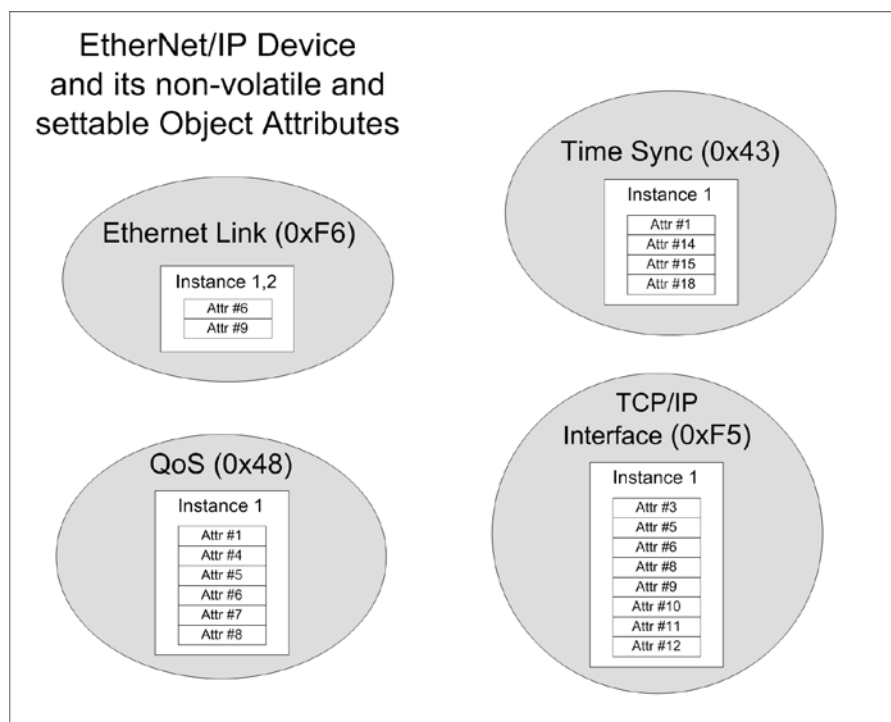 EtherNet/IP Device
and its non-volatile and
settable Object Attributes
Time Sync (0x43)
Instance 1
Attr #1
Attr #14
Attr #15
Attr #18
Ethernet Link (0xF6)
Instance 1,2
Attr #6
Attr #9
QoS (0x48)
Instance 1
Attr #1
Attr #4
Attr #5
Attr #6
Attr #7
Attr #8
TCP/IP
Interface (0xF5)
Instance 1
Attr #3
Attr #5
Attr #6
Attr #8
Attr #9
Attr #10
Attr #11
Attr #12